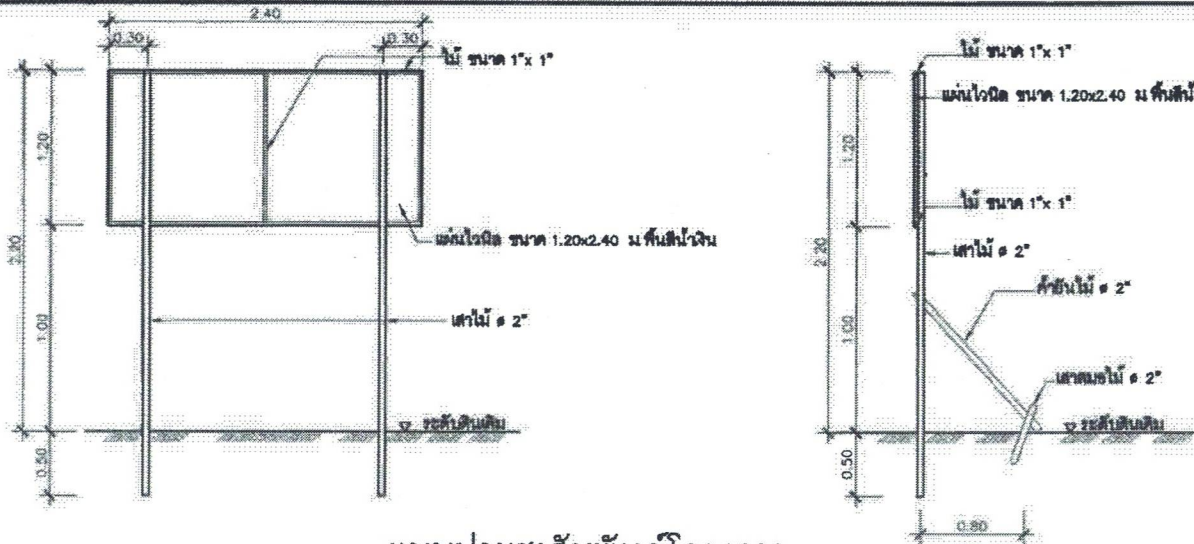 2.40
0.30
0.30
ไม้ ขนาด 1"x 1"
1.20
2.20
แผ่นไวนิล ขนาด 1.20x2.40 ม.พื้นสีน้ำเงิน
1.00
เสาไม้ ø 2"
ระดับดินเดิม
0.50
ไม้ ขนาด 1"x 1"
แผ่นไวนิล ขนาด 1.20x2.40 ม.พื้นสีน้ำ
1.20
ไม้ ขนาด 1"x 1"
2.20
เสาไม้ ø 2"
ค้ำยันไม้ ø 2"
1.00
เสาสมอไม้ ø 2"
ระดับดินเดิม
0.50
0.80